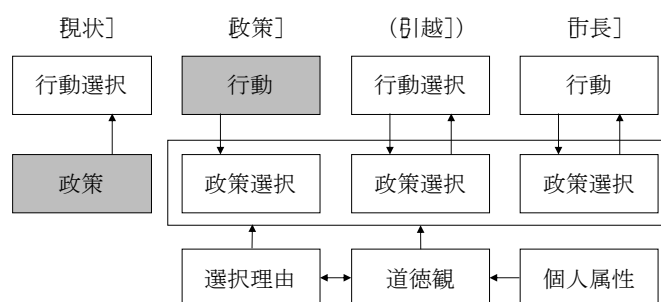 [現状] [政策] ([引越]) [市長]
行動選択 行動 行動選択 行動
政策 政策選択 政策選択 政策選択
選択理由 道徳観 個人属性